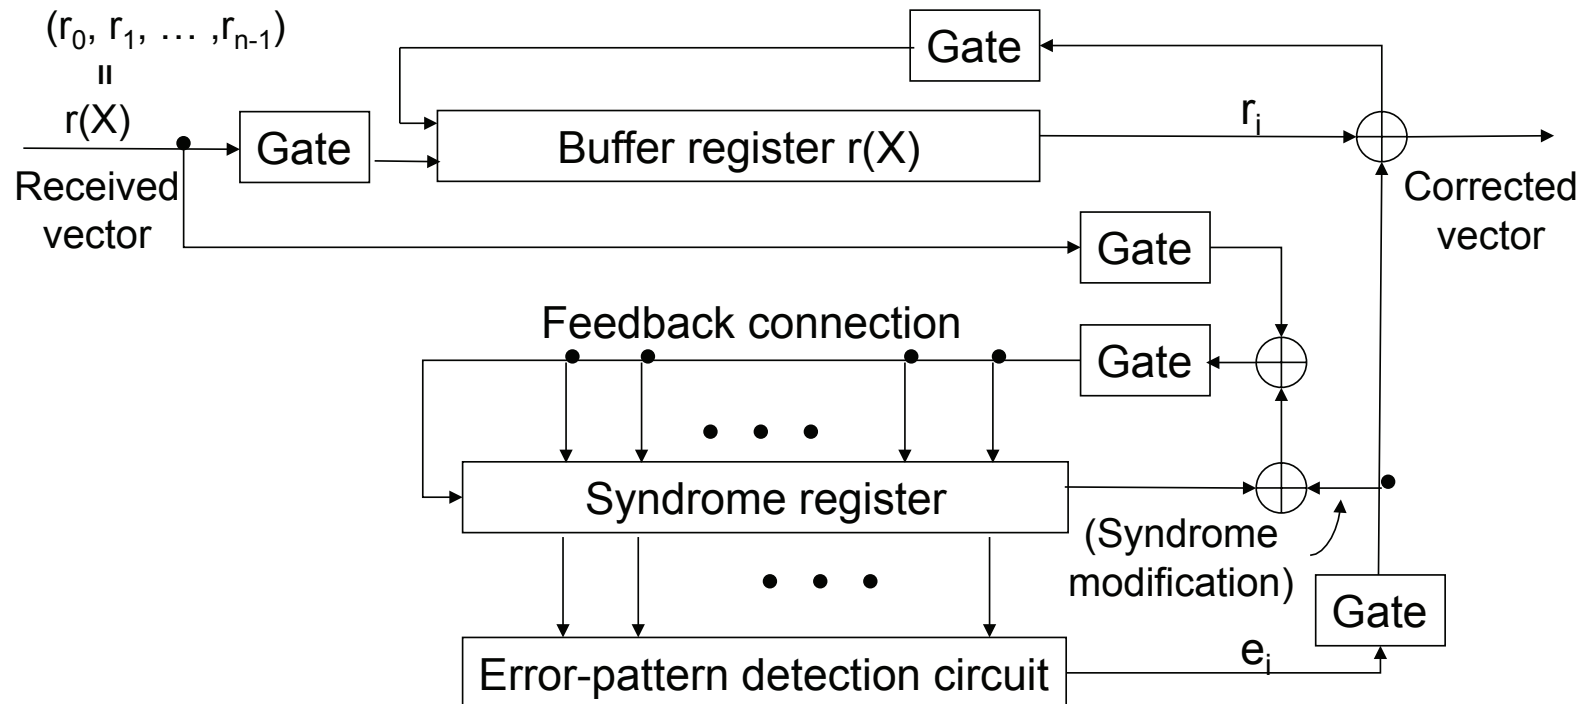 (r₀, r₁, … ,rₙ₋₁)
=
r(X)
Received
vector
Gate
Gate
Buffer register r(X)
rᵢ
Corrected
vector
Gate
Feedback connection
Gate
Syndrome register
(Syndrome
modification)
Gate
Error-pattern detection circuit
eᵢ